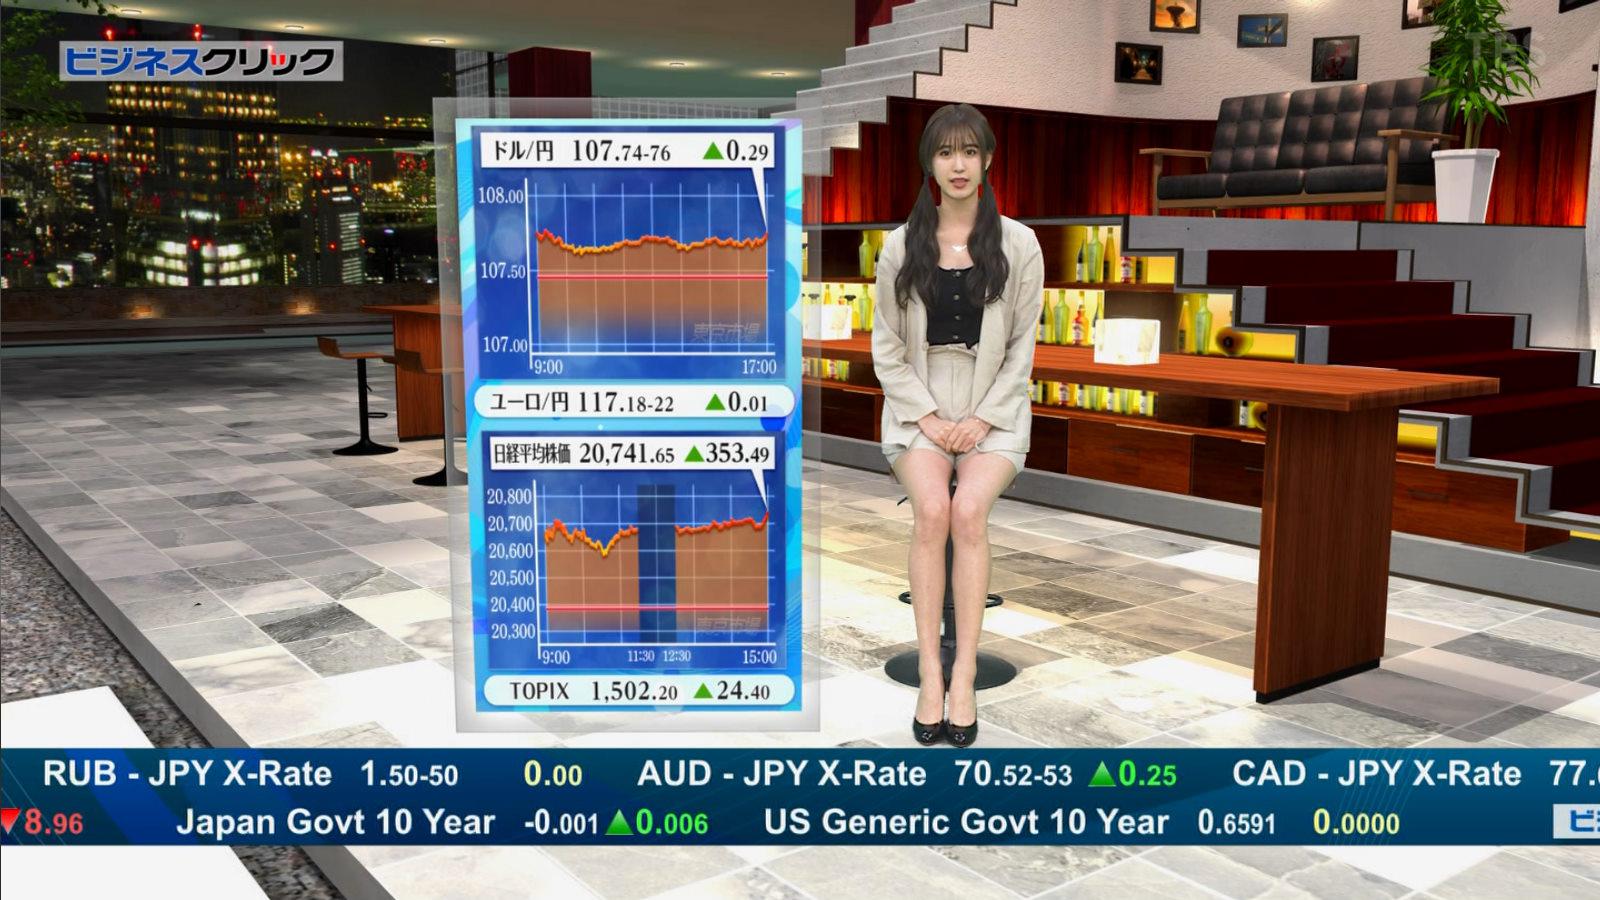 ビジネスクリック
TBS
ドル/円 107.74-76 ▲0.29
108.00
107.50
107.00
東京市場
9:00 17:00
ユーロ/円 117.18-22 ▲0.01
日経平均株価 20,741.65 ▲353.49
20,800
20,700
20,600
20,500
20,400
20,300
東京市場
9:00 11:30 12:30 15:00
TOPIX 1,502.20 ▲24.40
RUB - JPY X-Rate 1.50-50 0.00 AUD - JPY X-Rate 70.52-53 ▲0.25 CAD - JPY X-Rate 77.
▼8.96 Japan Govt 10 Year -0.001 ▲0.006 US Generic Govt 10 Year 0.6591 0.0000 ビジ